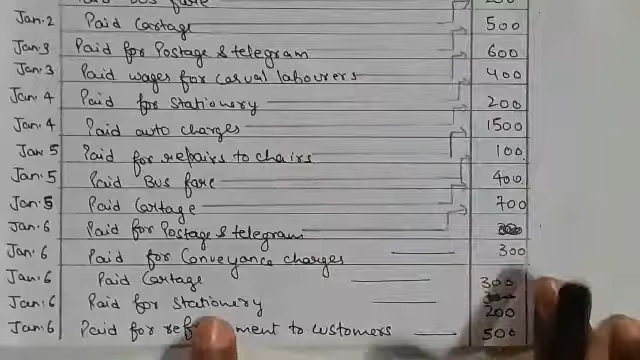 Paid Bus fare
Jan.2 Paid Cartage 500
Jan.3 Paid for Postage & telegram 600
Jan.3 Paid wages for casual labourers 400
Jan.4 Paid for stationery 200
Jan.4 Paid auto charges 1500
Jan 5 Paid for repairs to chairs 100
Jan.5 Paid Bus fare 400
Jan.5 Paid Cartage 700
Jan.6 Paid for Postage & telegram
Jan.6 Paid for Conveyance charges 300
Jan.6 Paid Cartage 300
Jan.6 Paid for stationery 200
Jan.6 Paid for to customers 500